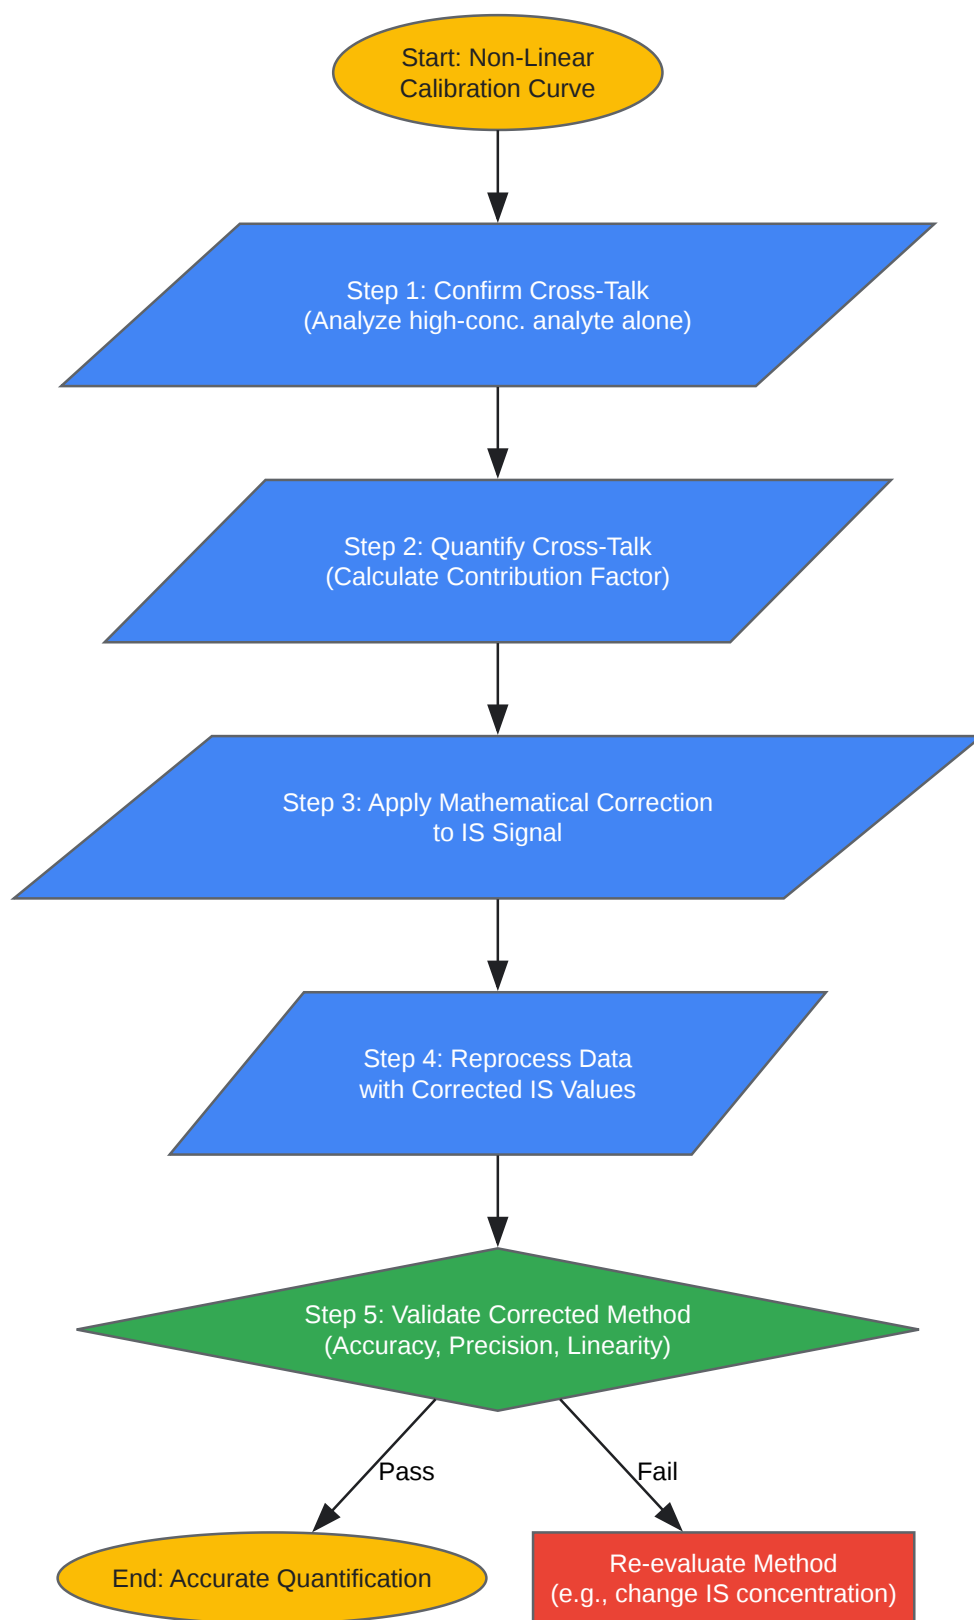 Start: Non-Linear
Calibration Curve
Step 1: Confirm Cross-Talk
(Analyze high-conc. analyte alone)
Step 2: Quantify Cross-Talk
(Calculate Contribution Factor)
Step 3: Apply Mathematical Correction
to IS Signal
Step 4: Reprocess Data
with Corrected IS Values
Step 5: Validate Corrected Method
(Accuracy, Precision, Linearity)
Pass
Fail
End: Accurate Quantification
Re-evaluate Method
(e.g., change IS concentration)